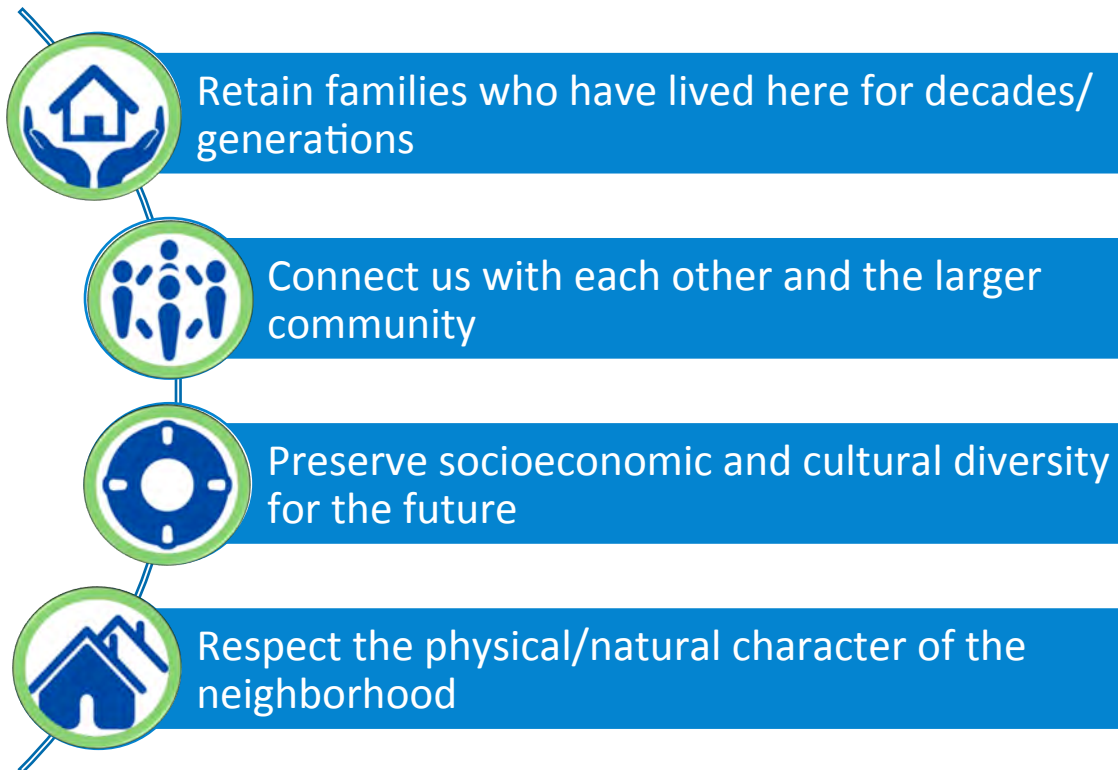 Retain families who have lived here for decades/
generations
Connect us with each other and the larger
community
Preserve socioeconomic and cultural diversity
for the future
Respect the physical/natural character of the
neighborhood